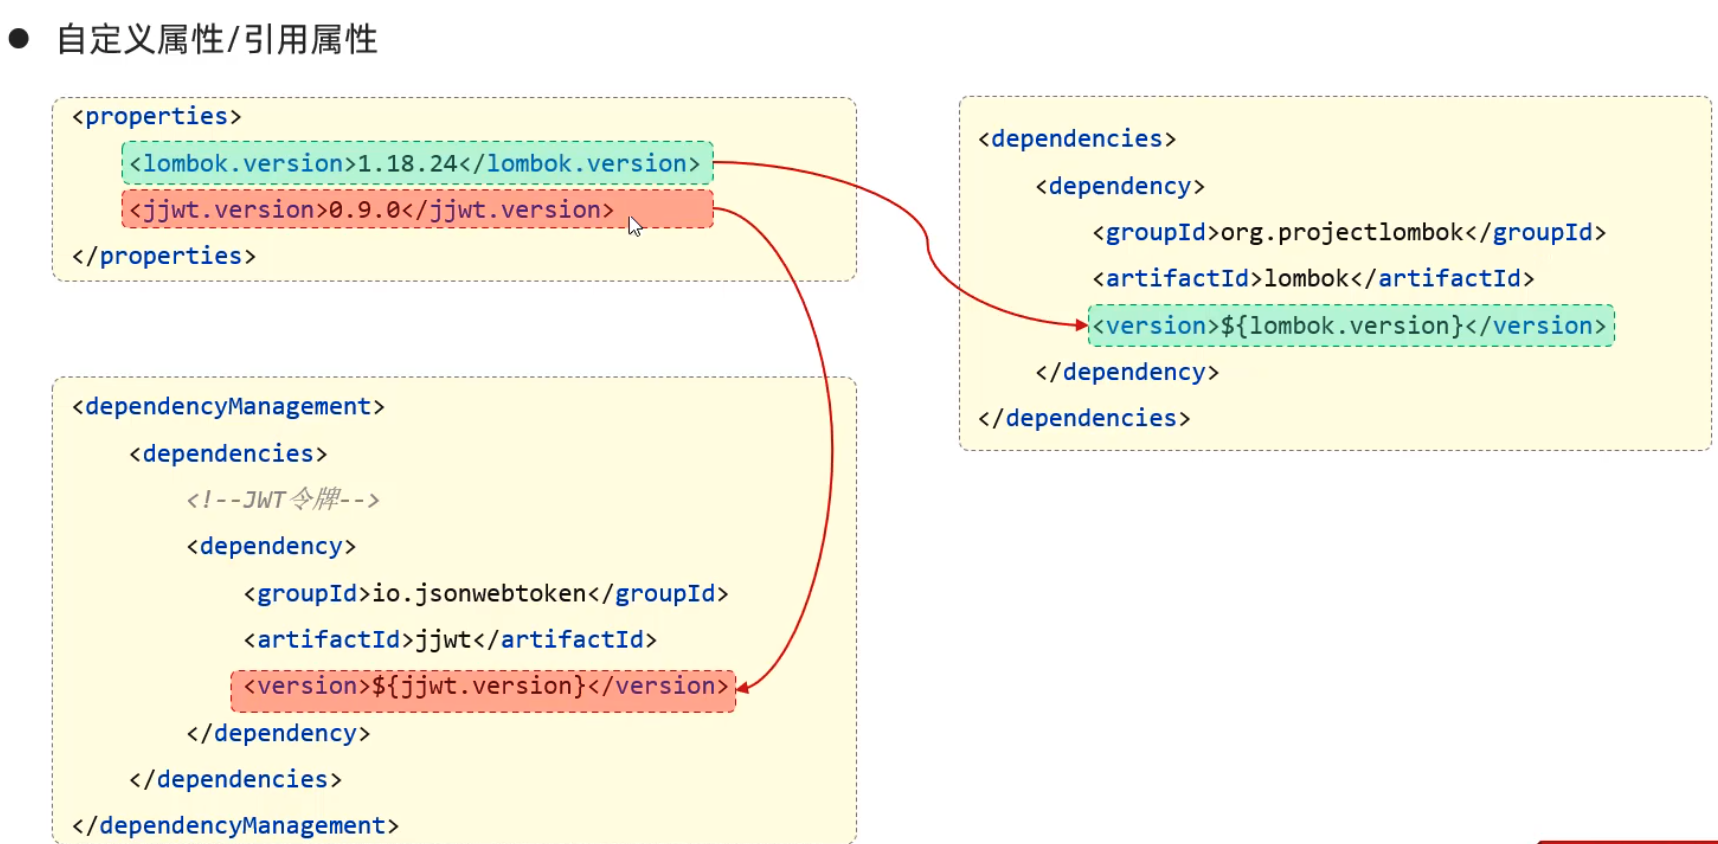 ● 自定义属性/引用属性
<properties>
<lombok.version>1.18.24</lombok.version>
<jjwt.version>0.9.0</jjwt.version>
</properties>
<dependencyManagement>
<dependencies>
<!--JWT令牌-->
<dependency>
<groupId>io.jsonwebtoken</groupId>
<artifactId>jjwt</artifactId>
<version>${jjwt.version}</version>
</dependency>
</dependencies>
</dependencyManagement>
<dependencies>
<dependency>
<groupId>org.projectlombok</groupId>
<artifactId>lombok</artifactId>
<version>${lombok.version}</version>
</dependency>
</dependencies>